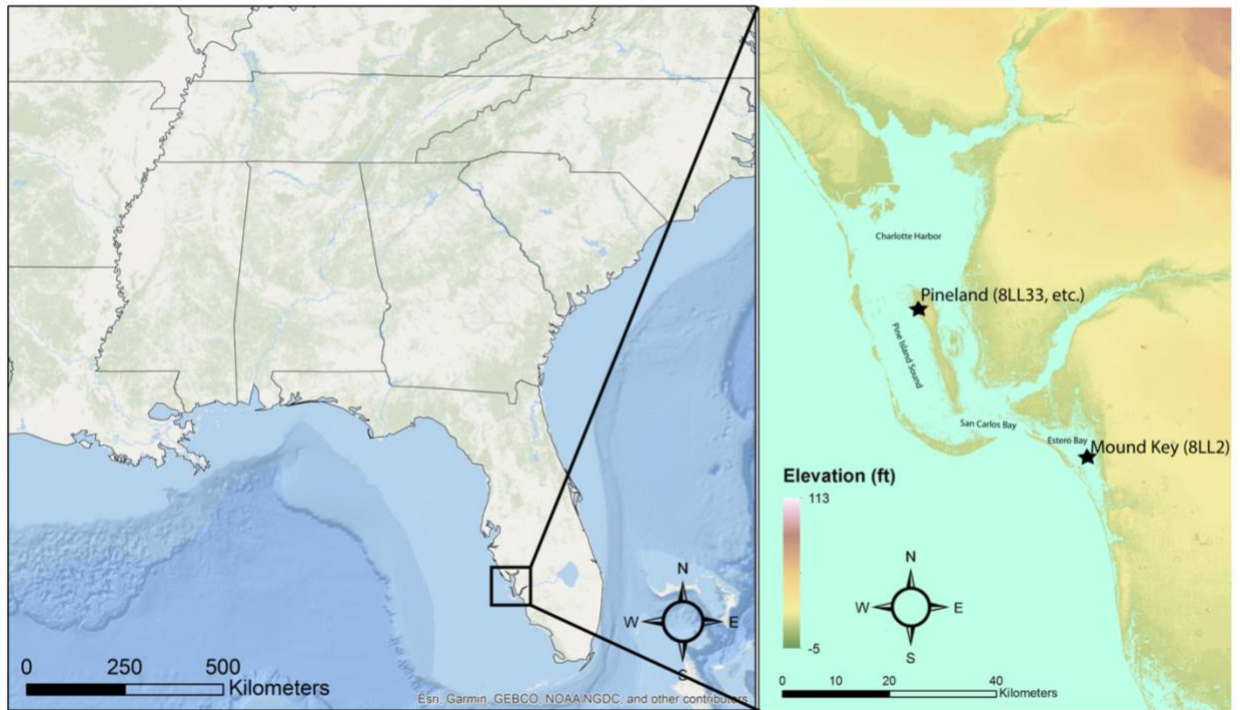 N
W
E
S
0 250 500
Kilometers
Esri, Garmin, GEBCO, NOAA NGDC, and other contributors
Charlotte Harbor
Pineland (8LL33, etc.)
Pine Island Sound
San Carlos Bay
Estero Bay
Mound Key (8LL2)
Elevation (ft)
113
-5
N
W
E
S
0 10 20 40
Kilometers